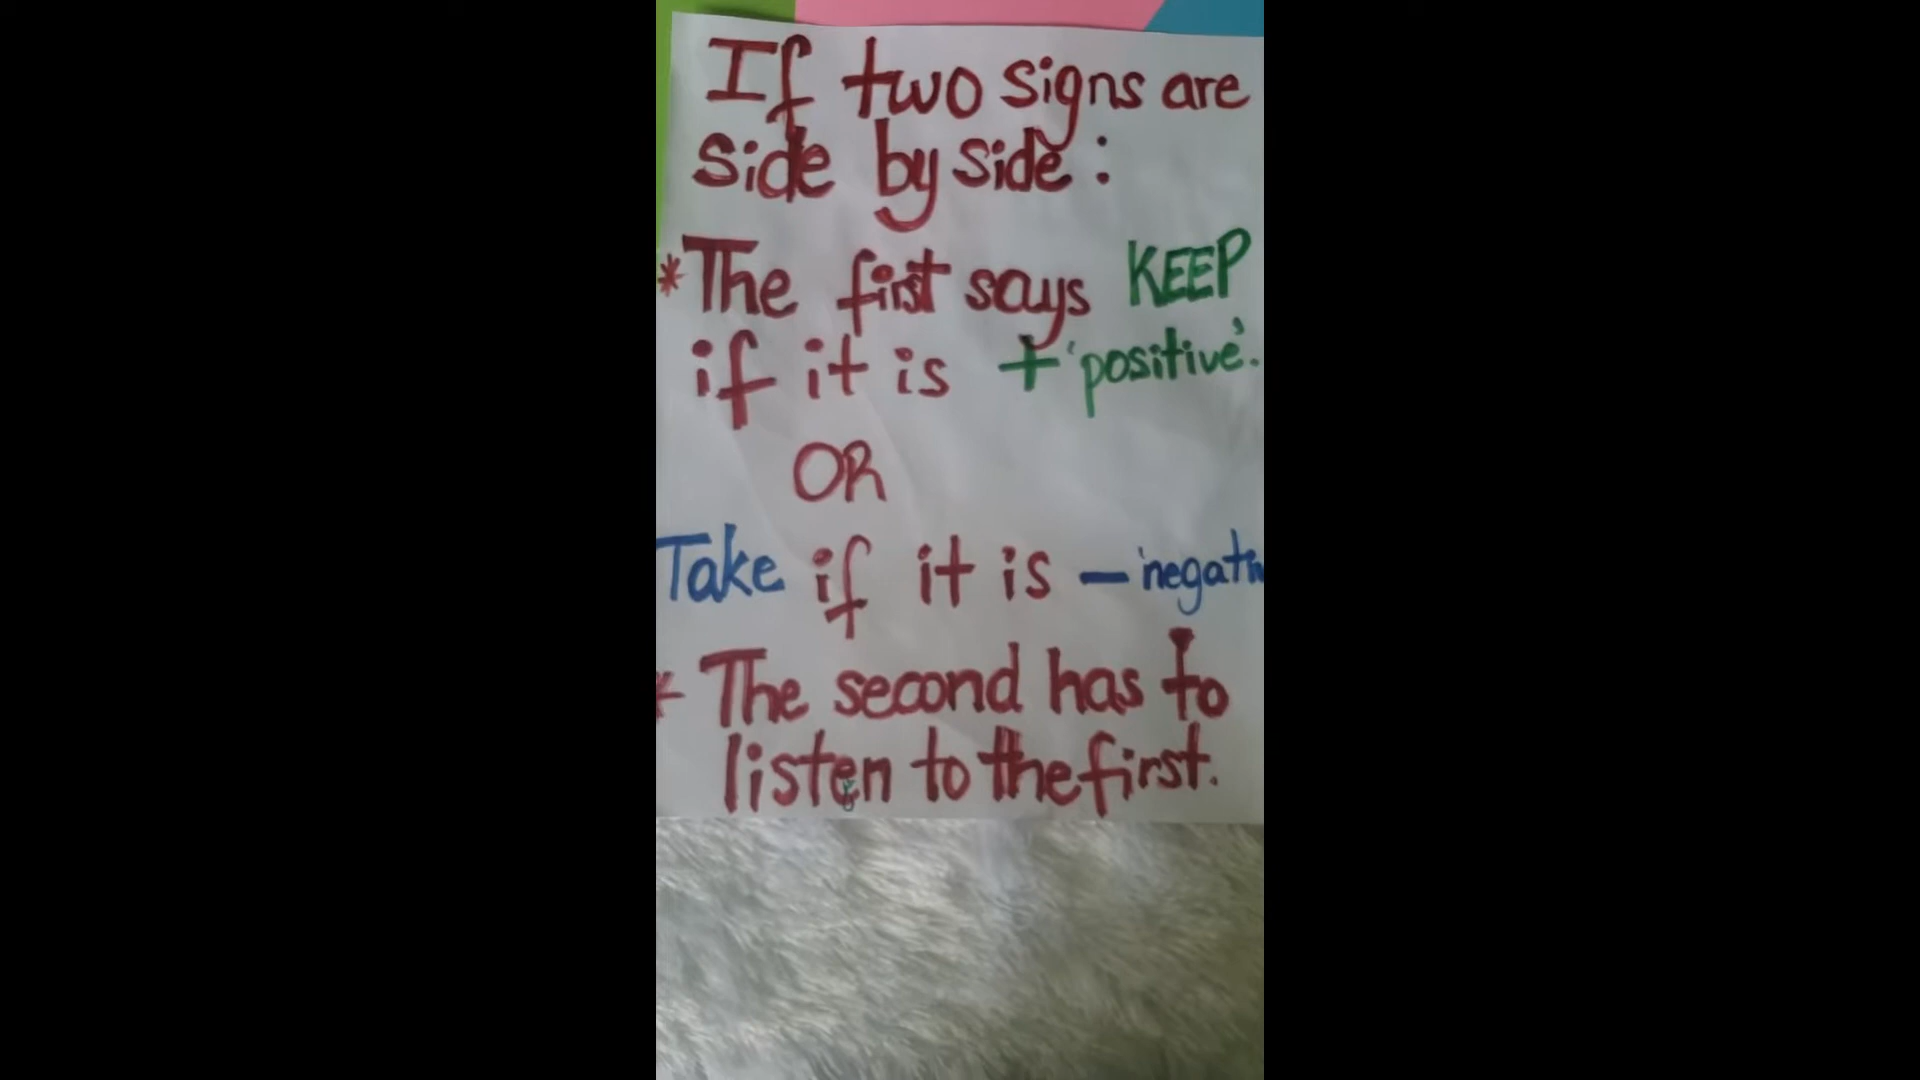 If two signs are
side by side :
*The first says KEEP
if it is + 'positive'.
OR
Take if it is —
* The second has to
listen to the first.